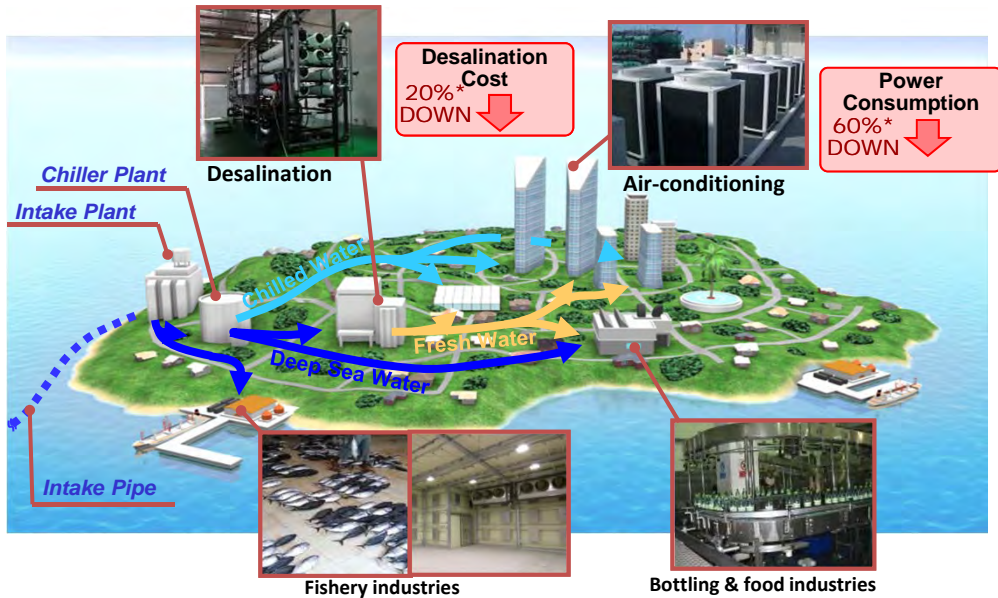 Desalination
Cost
20%*
DOWN
Power
Consumption
60%*
DOWN
Desalination
Air-conditioning
Chiller Plant
Intake Plant
Chilled Water
Fresh Water
Deep Sea Water
Intake Pipe
Fishery industries
Bottling & food industries